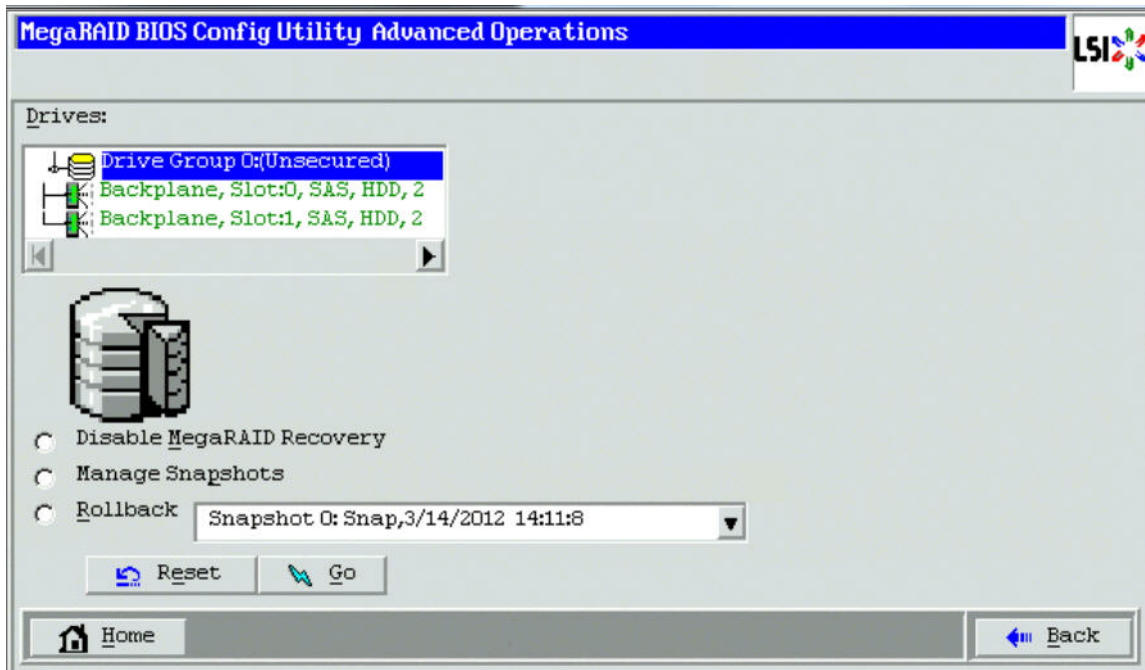 MegaRAID BIOS Config Utility Advanced Operations
LSI
Drives:
Drive Group 0:(Unsecured)
Backplane, Slot:0, SAS, HDD, 2
Backplane, Slot:1, SAS, HDD, 2
Disable MegaRAID Recovery
Manage Snapshots
Rollback
Snapshot 0: Snap,3/14/2012 14:11:8
Reset
Go
Home
Back